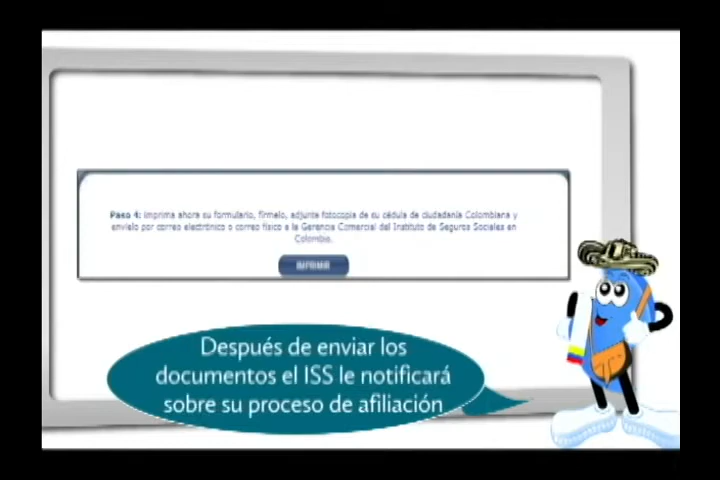 Paso 4: Imprima ahora su formulario, fírmelo, adjunte fotocopia de su cédula de ciudadanía Colombiana y
envíelo por correo electrónico o correo físico a la Gerencia Comercial del Instituto de Seguros Sociales en
Colombia.
IMPRIMIR
Después de enviar los
documentos el ISS le notificará
sobre su proceso de afiliación